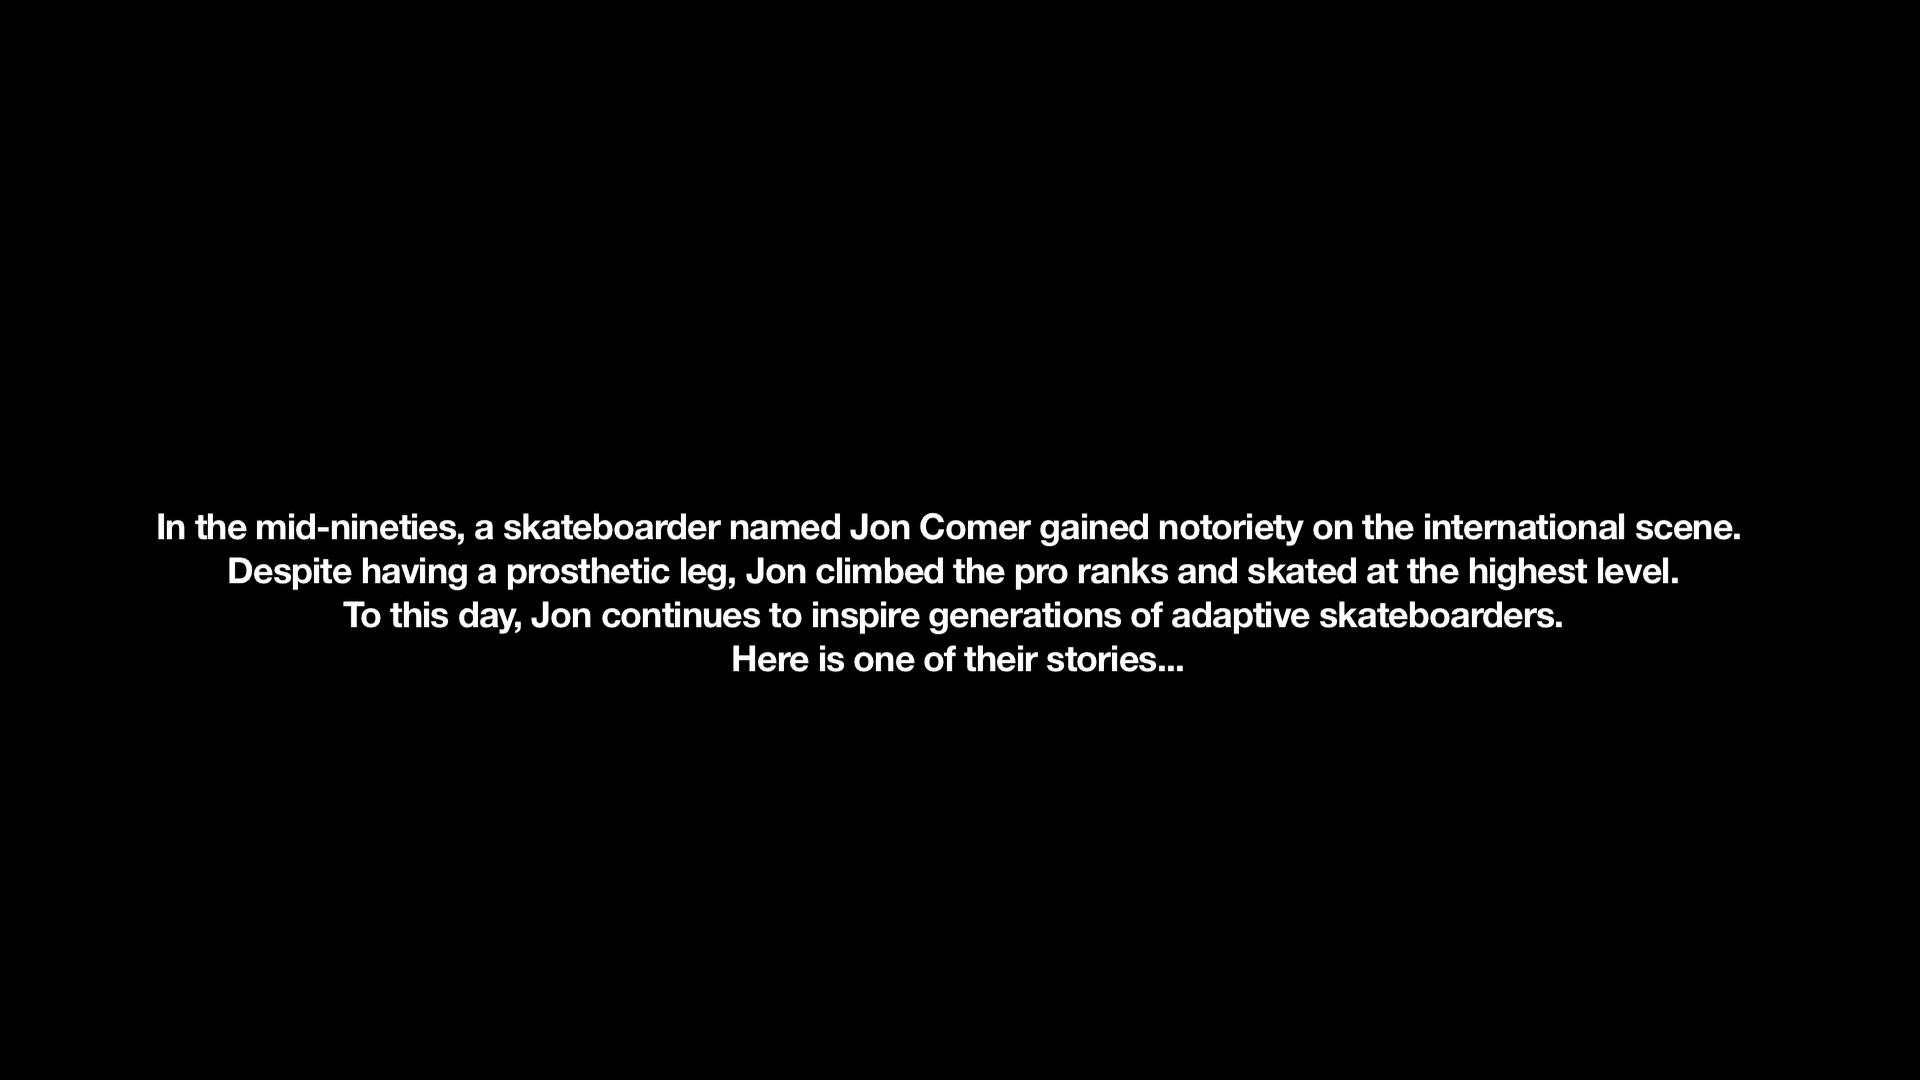 In the mid-nineties, a skateboarder named Jon Comer gained notoriety on the international scene.
Despite having a prosthetic leg, Jon climbed the pro ranks and skated at the highest level.
To this day, Jon continues to inspire generations of adaptive skateboarders.
Here is one of their stories...